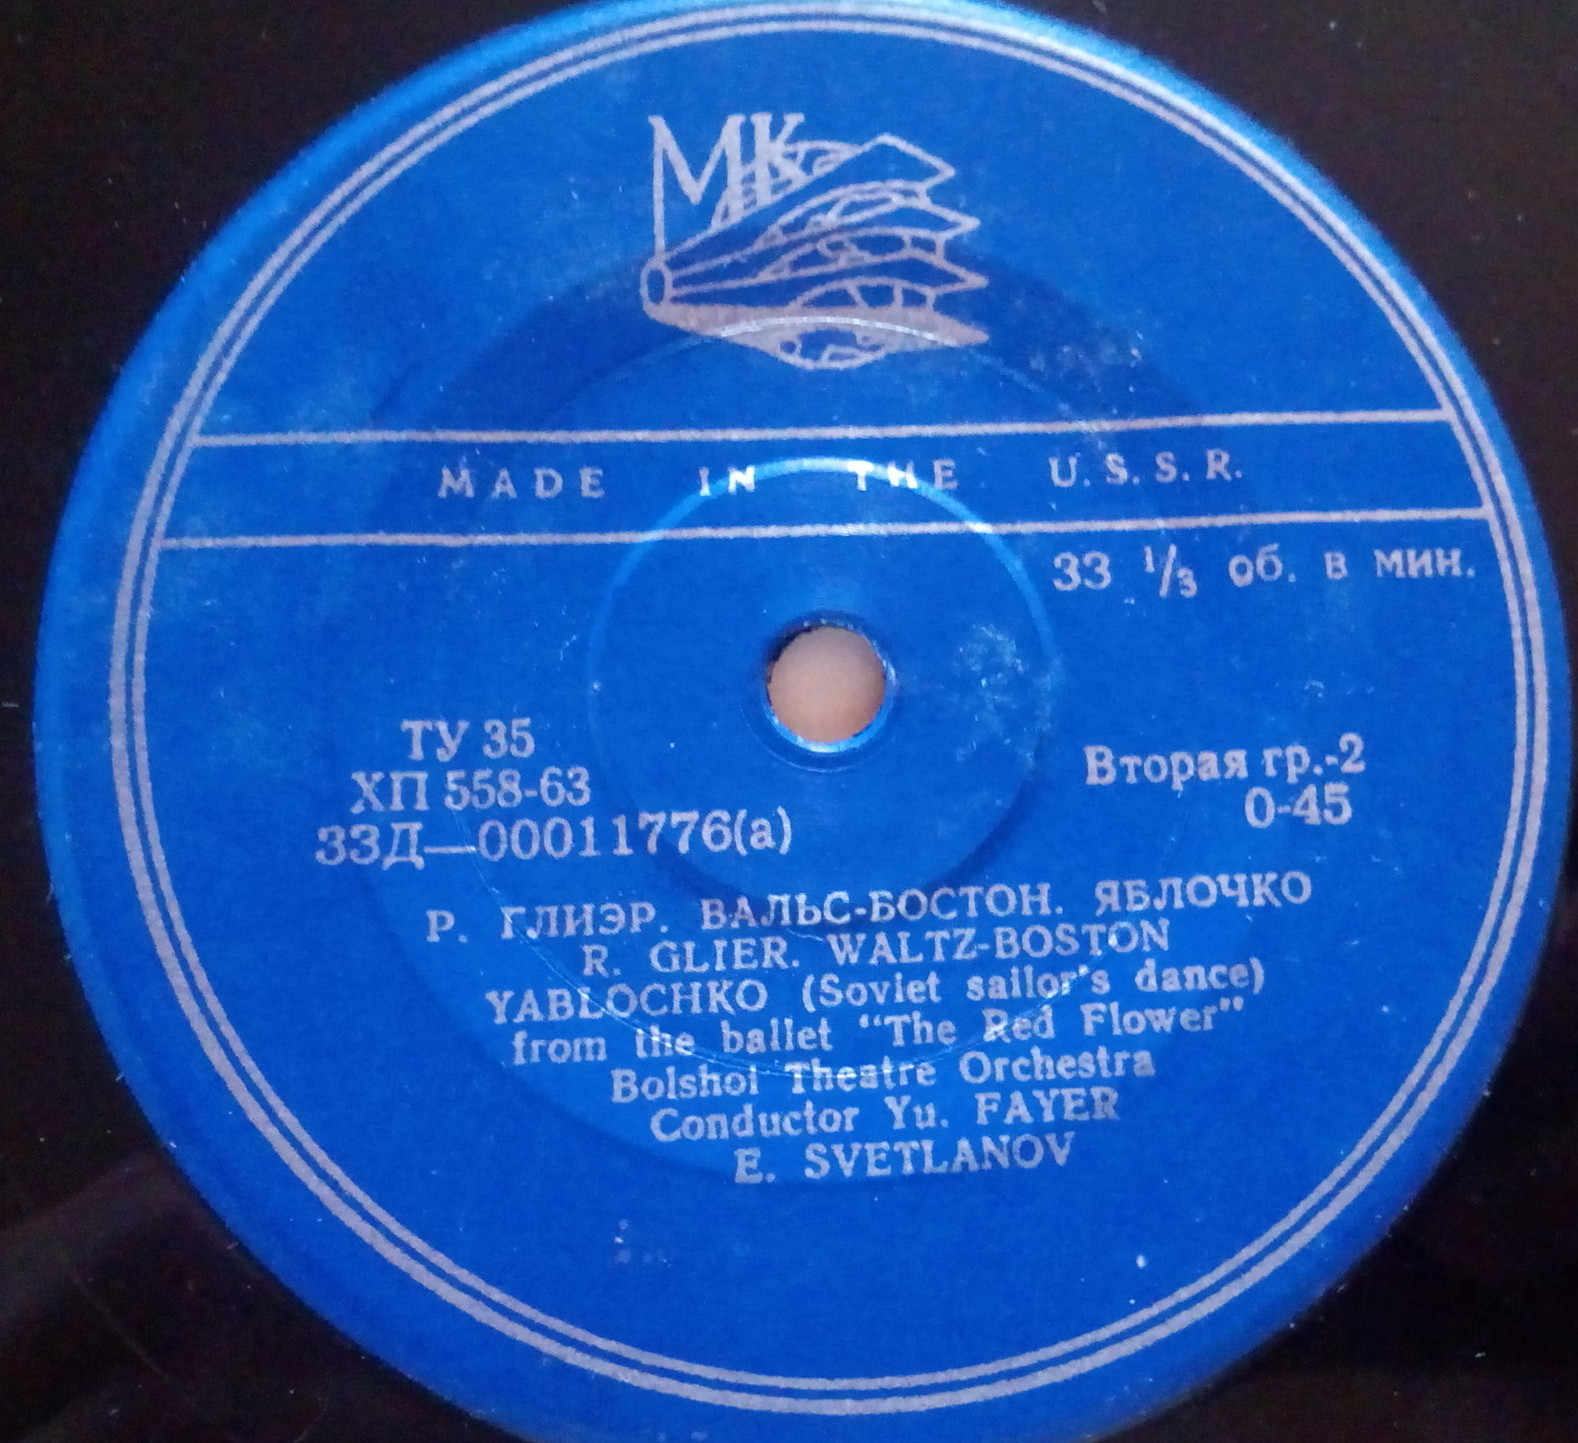 МК
MADE IN THE U.S.S.R.
33 1/3 об. в мин.
ТУ 35
ХП 558-63
33Д—00011776(а)
Вторая гр.-2
0-45
Р. ГЛИЭР. ВАЛЬС-БОСТОН. ЯБЛОЧКО
R. GLIER. WALTZ-BOSTON
YABLOCHKO (Soviet sailor's dance)
from the ballet “The Red Flower”
Bolshoi Theatre Orchestra
Conductor Yu. FAYER
E. SVETLANOV